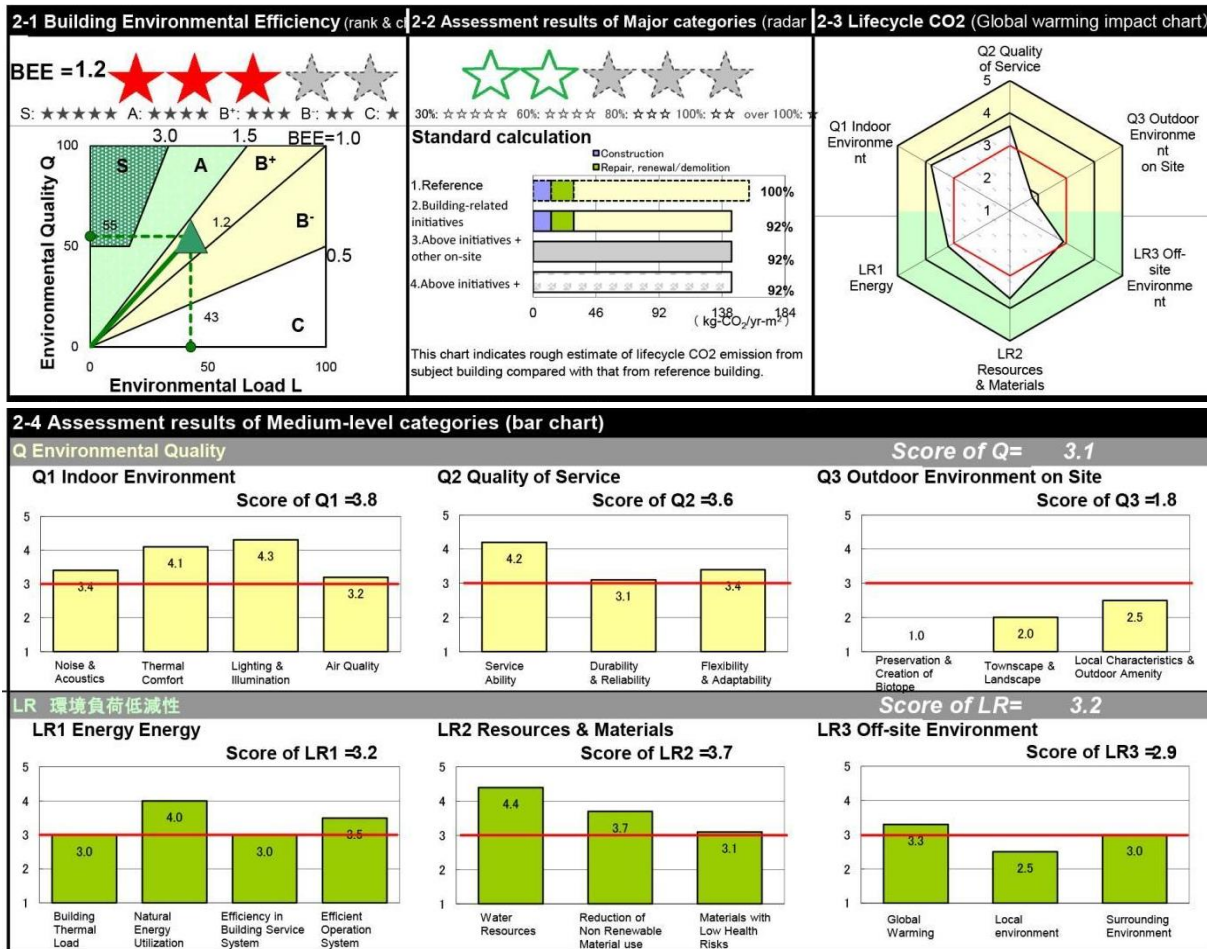 2-1 Building Environmental Efficiency (rank & c
2-2 Assessment results of Major categories (radar
2-3 Lifecycle CO2 (Global warming impact chart)
BEE =1.2
S: ★★★★★ A: ★★★★ B⁺: ★★★ B⁻: ★★ C: ★
3.0
1.5
BEE=1.0
Environmental Quality Q
100
50
0
S
A
B⁺
B⁻
C
55
1.2
0.5
43
0
50
100
Environmental Load L
30%: ☆☆☆☆☆ 60%: ☆☆☆☆ 80%: ☆☆☆ 100%: ☆☆ over 100%: ★
Standard calculation
Construction
Repair, renewal/demolition
1.Reference
100%
2.Building-related
initiatives
92%
3.Above initiatives +
other on-site
92%
4.Above initiatives +
92%
0
46
92
138
184
( kg-CO₂/yr-m² )
This chart indicates rough estimate of lifecycle CO2 emission from
subject building compared with that from reference building.
Q2 Quality
of Service
5
4
3
2
1
Q1 Indoor
Environme
nt
Q3 Outdoor
Environme
nt
on Site
LR1
Energy
LR3 Off-
site
Environme
nt
LR2
Resources
& Materials
2-4 Assessment results of Medium-level categories (bar chart)
Q Environmental Quality
Score of Q= 3.1
Q1 Indoor Environment
Score of Q1 =3.8
5
4
3
2
1
3.4
4.1
4.3
3.2
Noise &
Acoustics
Thermal
Comfort
Lighting &
Illumination
Air Quality
Q2 Quality of Service
Score of Q2 =3.6
5
4
3
2
1
4.2
3.1
3.4
Service
Ability
Durability
& Reliability
Flexibility
& Adaptability
Q3 Outdoor Environment on Site
Score of Q3 =1.8
5
4
3
2
1
1.0
2.0
2.5
Preservation &
Creation of
Biotope
Townscape &
Landscape
Local Characteristics &
Outdoor Amenity
LR 環境負荷低減性
Score of LR= 3.2
LR1 Energy Energy
Score of LR1 =3.2
5
4
3
2
1
3.0
4.0
3.0
3.5
Building
Thermal
Load
Natural
Energy
Utilization
Efficiency in
Building Service
System
Efficient
Operation
System
LR2 Resources & Materials
Score of LR2 =3.7
5
4
3
2
1
4.4
3.7
3.1
Water
Resources
Reduction of
Non Renewable
Material use
Materials with
Low Health
Risks
LR3 Off-site Environment
Score of LR3 =2.9
5
4
3
2
1
3.3
2.5
3.0
Global
Warming
Local
environment
Surrounding
Environment